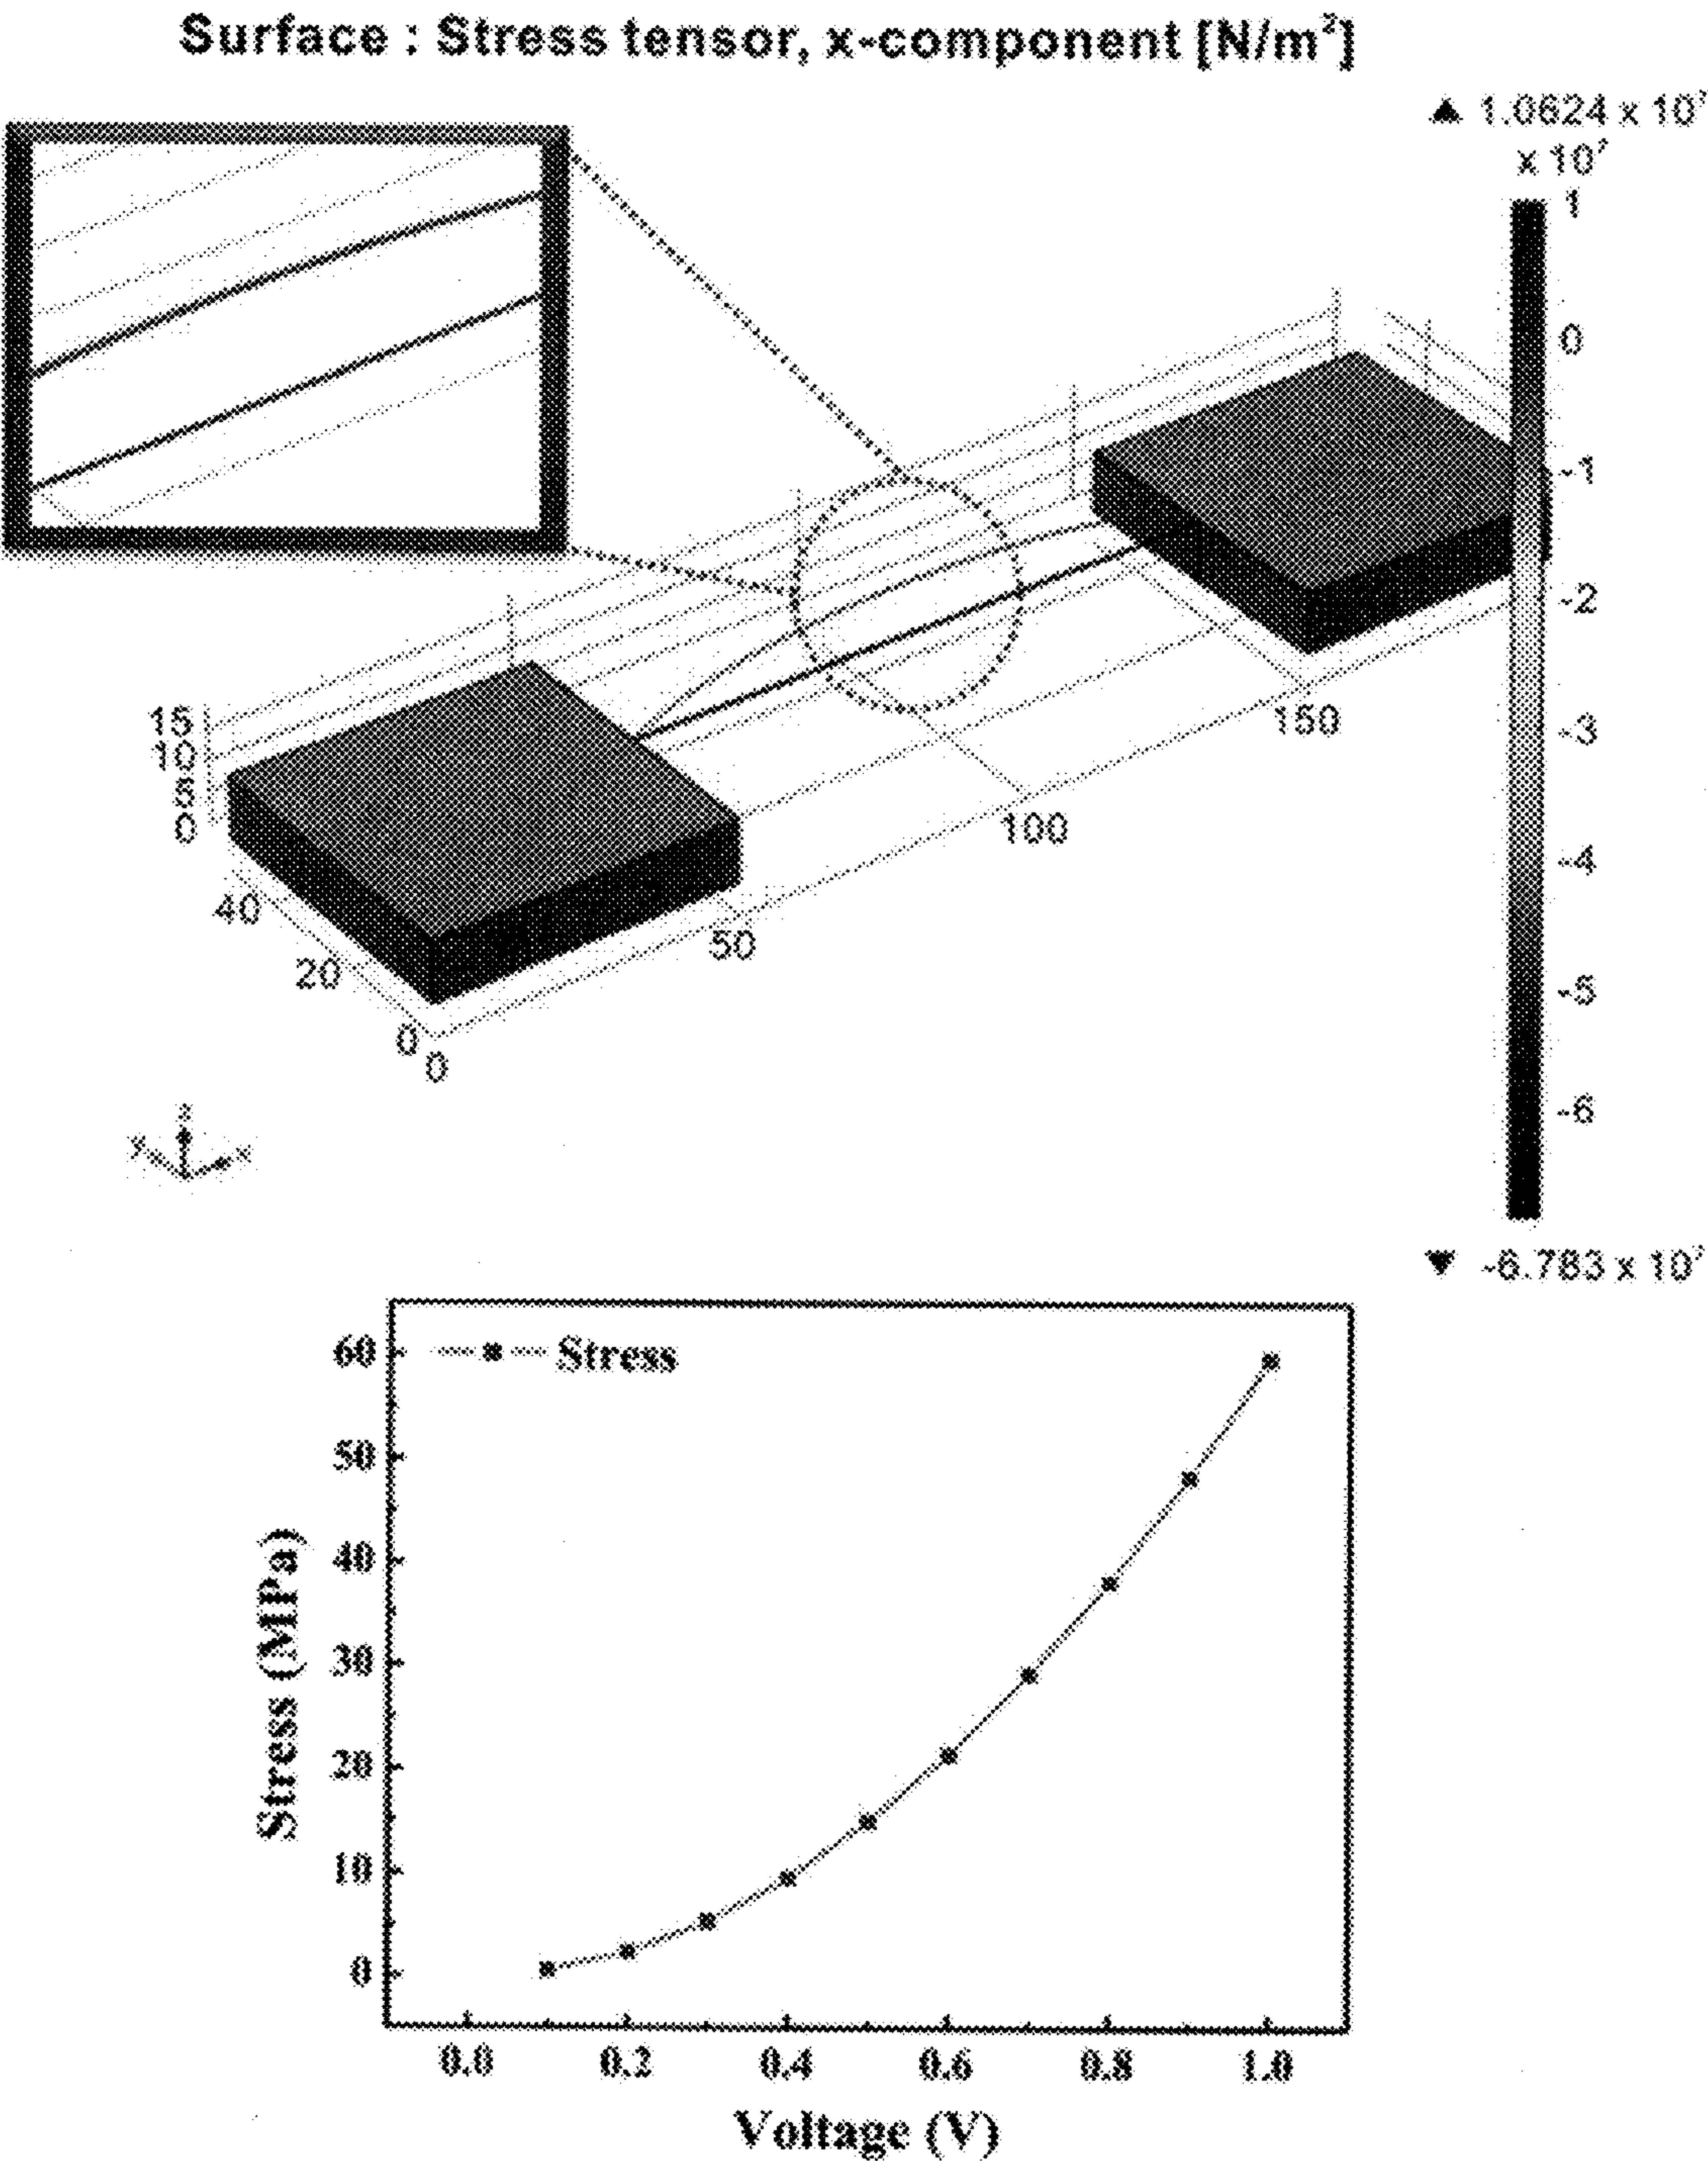 Surface : Stress tensor, x-component [N/m²]
▲ 1.0624 x 10⁷
x 10⁷
1
0
-1
-2
-3
-4
-5
-6
▼ -6.783 x 10⁷
15
10
5
0
40
20
0
0
50
100
150
z
y
x
Stress
60
50
40
30
20
10
0
Stress (MPa)
0.0 0.2 0.4 0.6 0.8 1.0
Voltage (V)